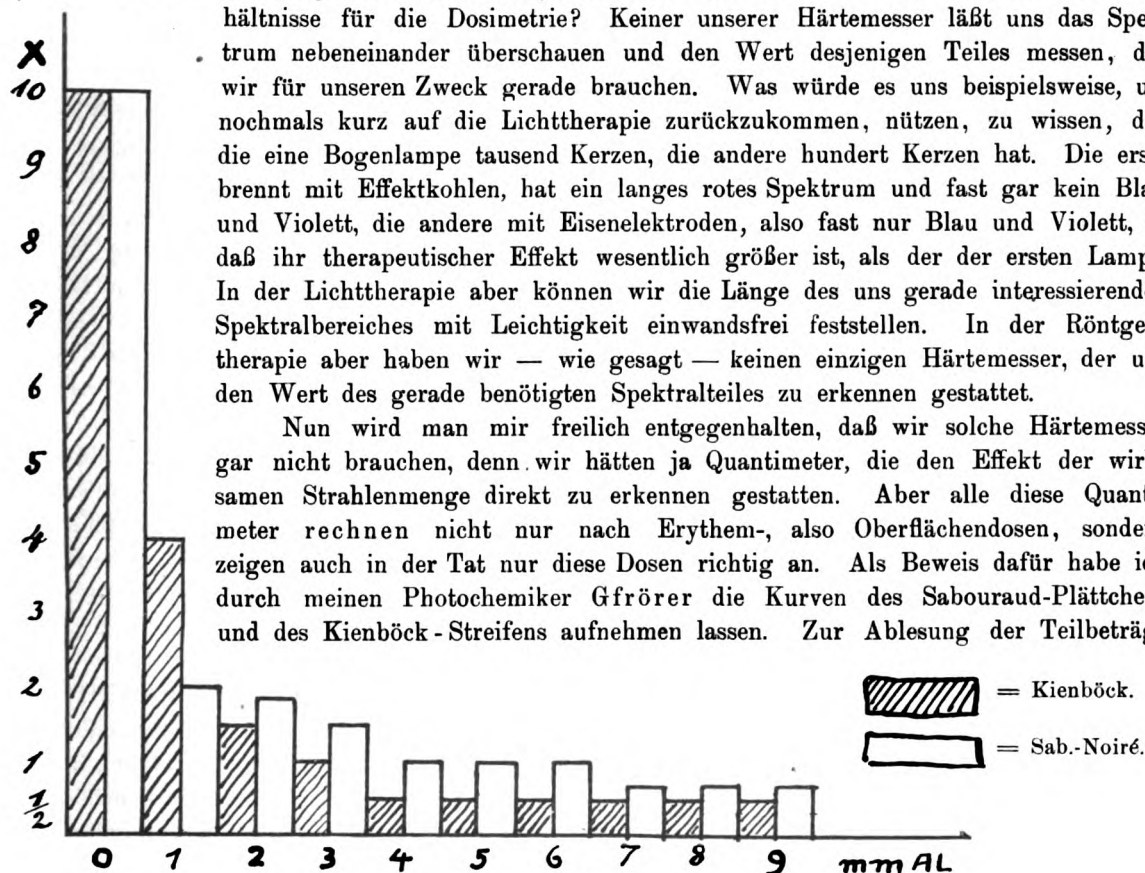 hältnisse für die Dosimetrie? Keiner unserer Härtemesser läßt uns das Spe
trum nebeneinander überschauen und den Wert desjenigen Teiles messen, d
wir für unseren Zweck gerade brauchen. Was würde es uns beispielsweise, u
nochmals kurz auf die Lichttherapie zurückzukommen, nützen, zu wissen, d
die eine Bogenlampe tausend Kerzen, die andere hundert Kerzen hat. Die ers
brennt mit Effektkohlen, hat ein langes rotes Spektrum und fast gar kein Bla
und Violett, die andere mit Eisenelektroden, also fast nur Blau und Violett,
daß ihr therapeutischer Effekt wesentlich größer ist, als der der ersten Lamp
In der Lichttherapie aber können wir die Länge des uns gerade interessierend
Spektralbereiches mit Leichtigkeit einwandsfrei feststellen. In der Röntge
therapie aber haben wir — wie gesagt — keinen einzigen Härtemesser, der u
den Wert des gerade benötigten Spektralteiles zu erkennen gestattet.
Nun wird man mir freilich entgegenhalten, daß wir solche Härtemess
gar nicht brauchen, denn wir hätten ja Quantimeter, die den Effekt der wir
samen Strahlenmenge direkt zu erkennen gestatten. Aber alle diese Quant
meter rechnen nicht nur nach Erythem-, also Oberflächendosen, sonde
zeigen auch in der Tat nur diese Dosen richtig an. Als Beweis dafür habe i
durch meinen Photochemiker Gfrörer die Kurven des Sabouraud-Plättche
und des Kienböck-Streifens aufnehmen lassen. Zur Ablesung der Teilbeträg
X
10
9
8
7
6
5
4
3
2
1
1/2
= Kienböck.
= Sab.-Noiré.
0 1 2 3 4 5 6 7 8 9 mm AL